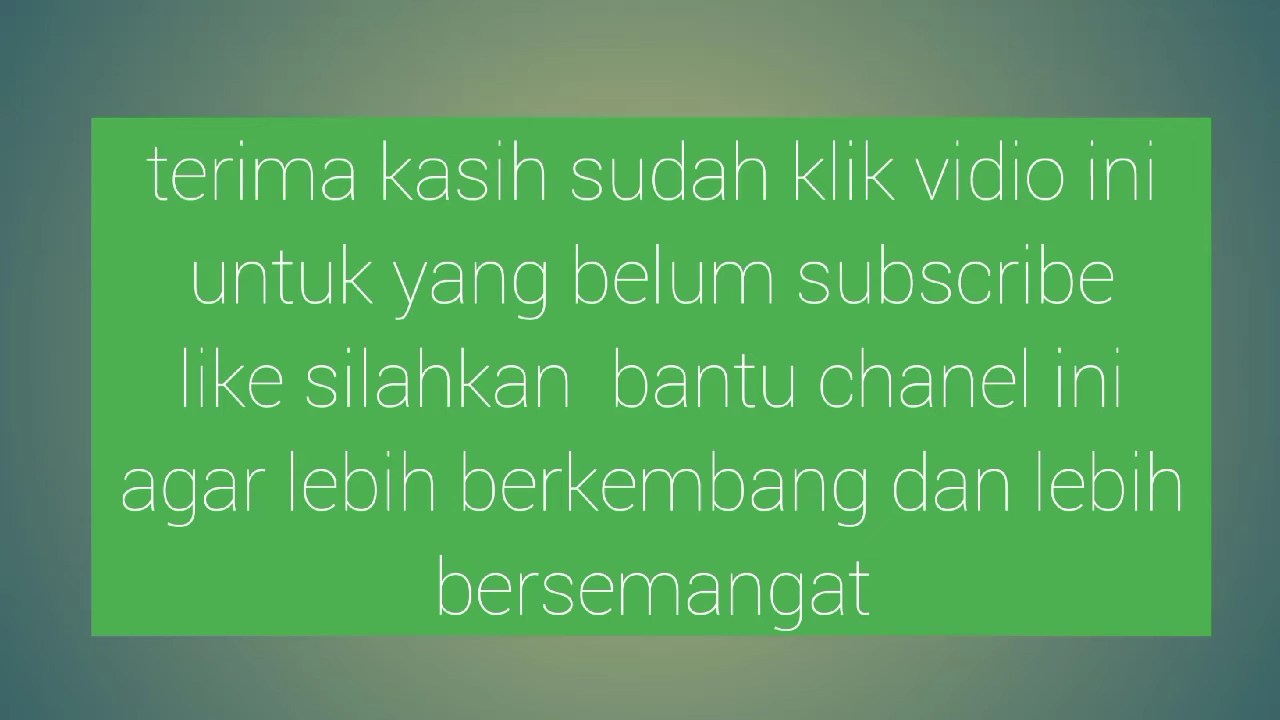 terima kasih sudah klik vidio ini
untuk yang belum subscribe
like silahkan  bantu chanel ini
agar lebih berkembang dan lebih
bersemangat